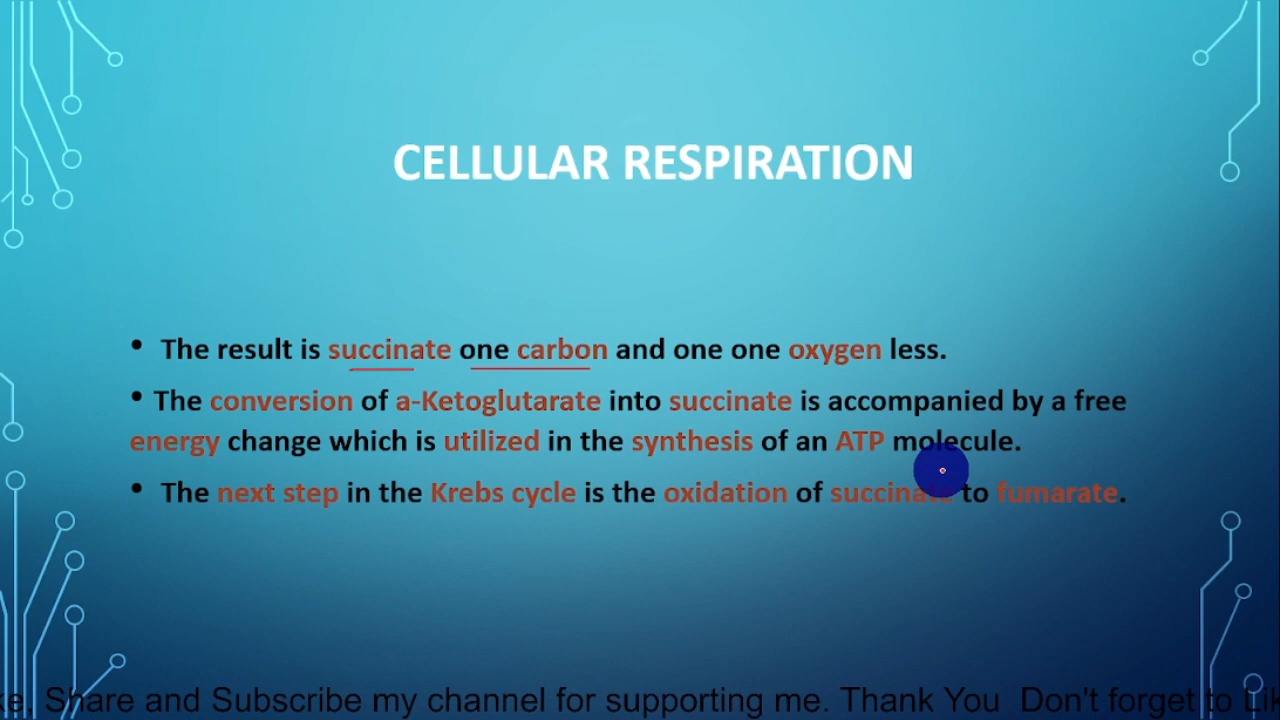 CELLULAR RESPIRATION
• The result is succinate one carbon and one one oxygen less.
• The conversion of a-Ketoglutarate into succinate is accompanied by a free
energy change which is utilized in the synthesis of an ATP molecule.
• The next step in the Krebs cycle is the oxidation of succinate to fumarate.
ke, Share and Subscribe my channel for supporting me. Thank You Don't forget to Lik